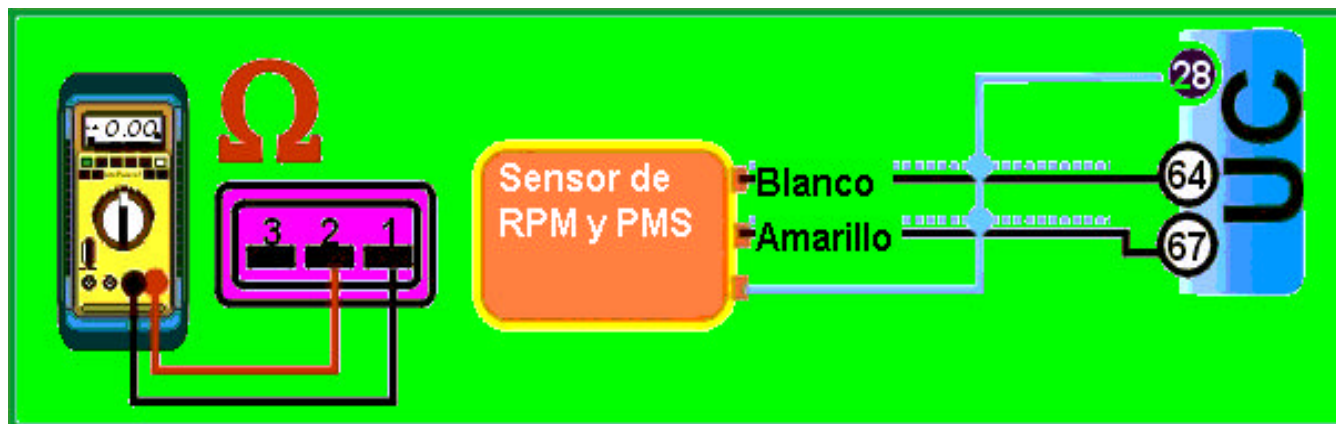 0.00
Ω
3 2 1
Sensor de
RPM y PMS
Blanco
Amarillo
28
64
67
UC